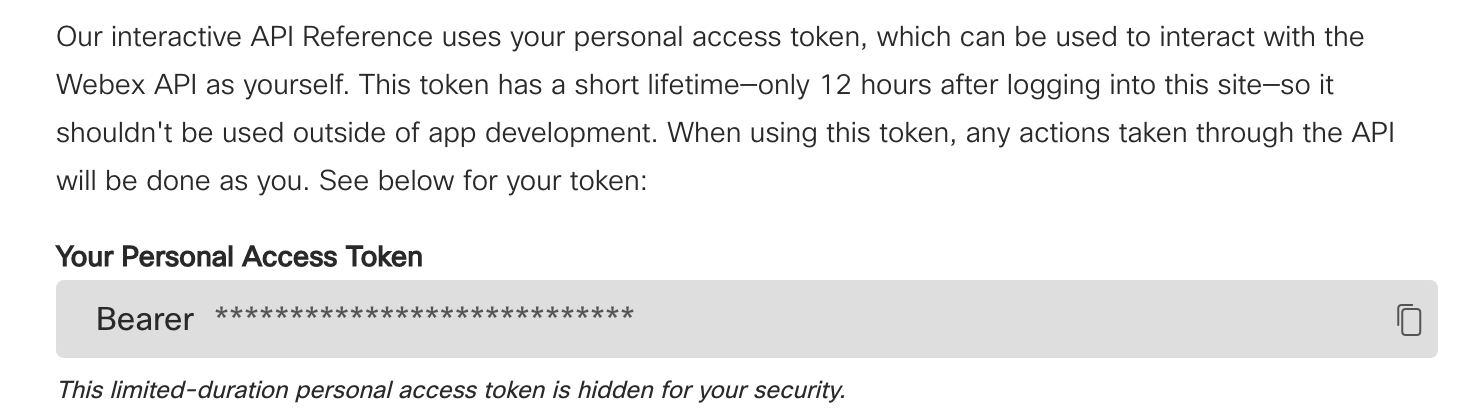 Our interactive API Reference uses your personal access token, which can be used to interact with the
Webex API as yourself. This token has a short lifetime—only 12 hours after logging into this site—so it
shouldn't be used outside of app development. When using this token, any actions taken through the API
will be done as you. See below for your token:
Your Personal Access Token
Bearer ****************************
This limited-duration personal access token is hidden for your security.